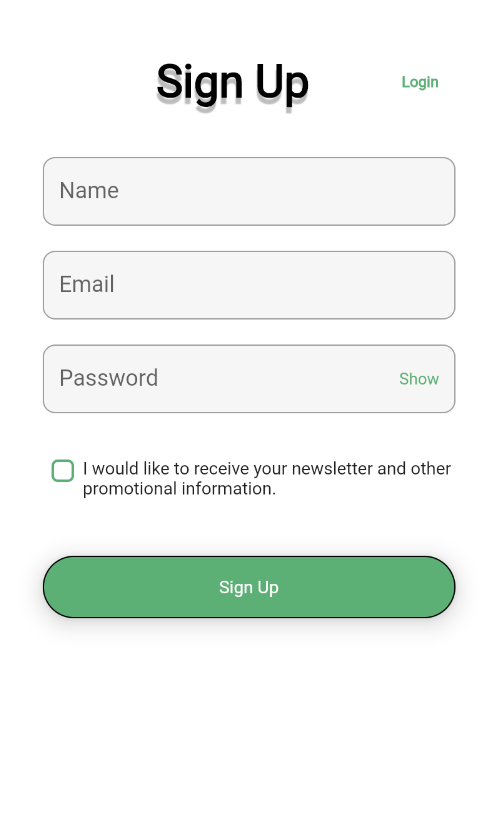 Sign Up
Login
Name
Email
Password
Show
I would like to receive your newsletter and other
promotional information.
Sign Up